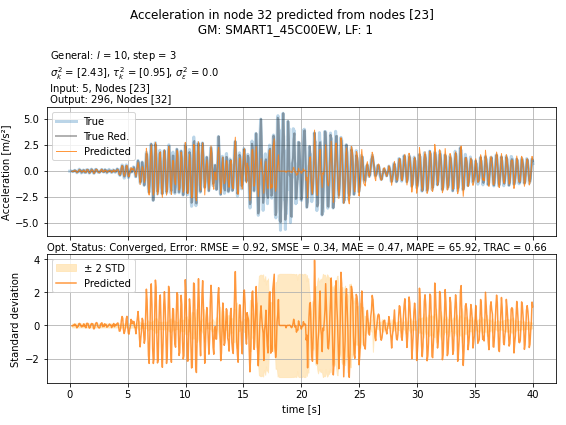 Acceleration in node 32 predicted from nodes [23]
GM: SMART1_45C00EW, LF: 1
General: l = 10, step = 3
σ²ₖ = [2.43], τ²ₖ = [0.95], σ²ε = 0.0
Input: 5, Nodes [23]
Output: 296, Nodes [32]
Acceleration [m/s²]
5.0
2.5
0.0
−2.5
−5.0
True
True Red.
Predicted
Opt. Status: Converged, Error: RMSE = 0.92, SMSE = 0.34, MAE = 0.47, MAPE = 65.92, TRAC = 0.66
Standard deviation
4
2
0
−2
± 2 STD
Predicted
0 5 10 15 20 25 30 35 40
time [s]